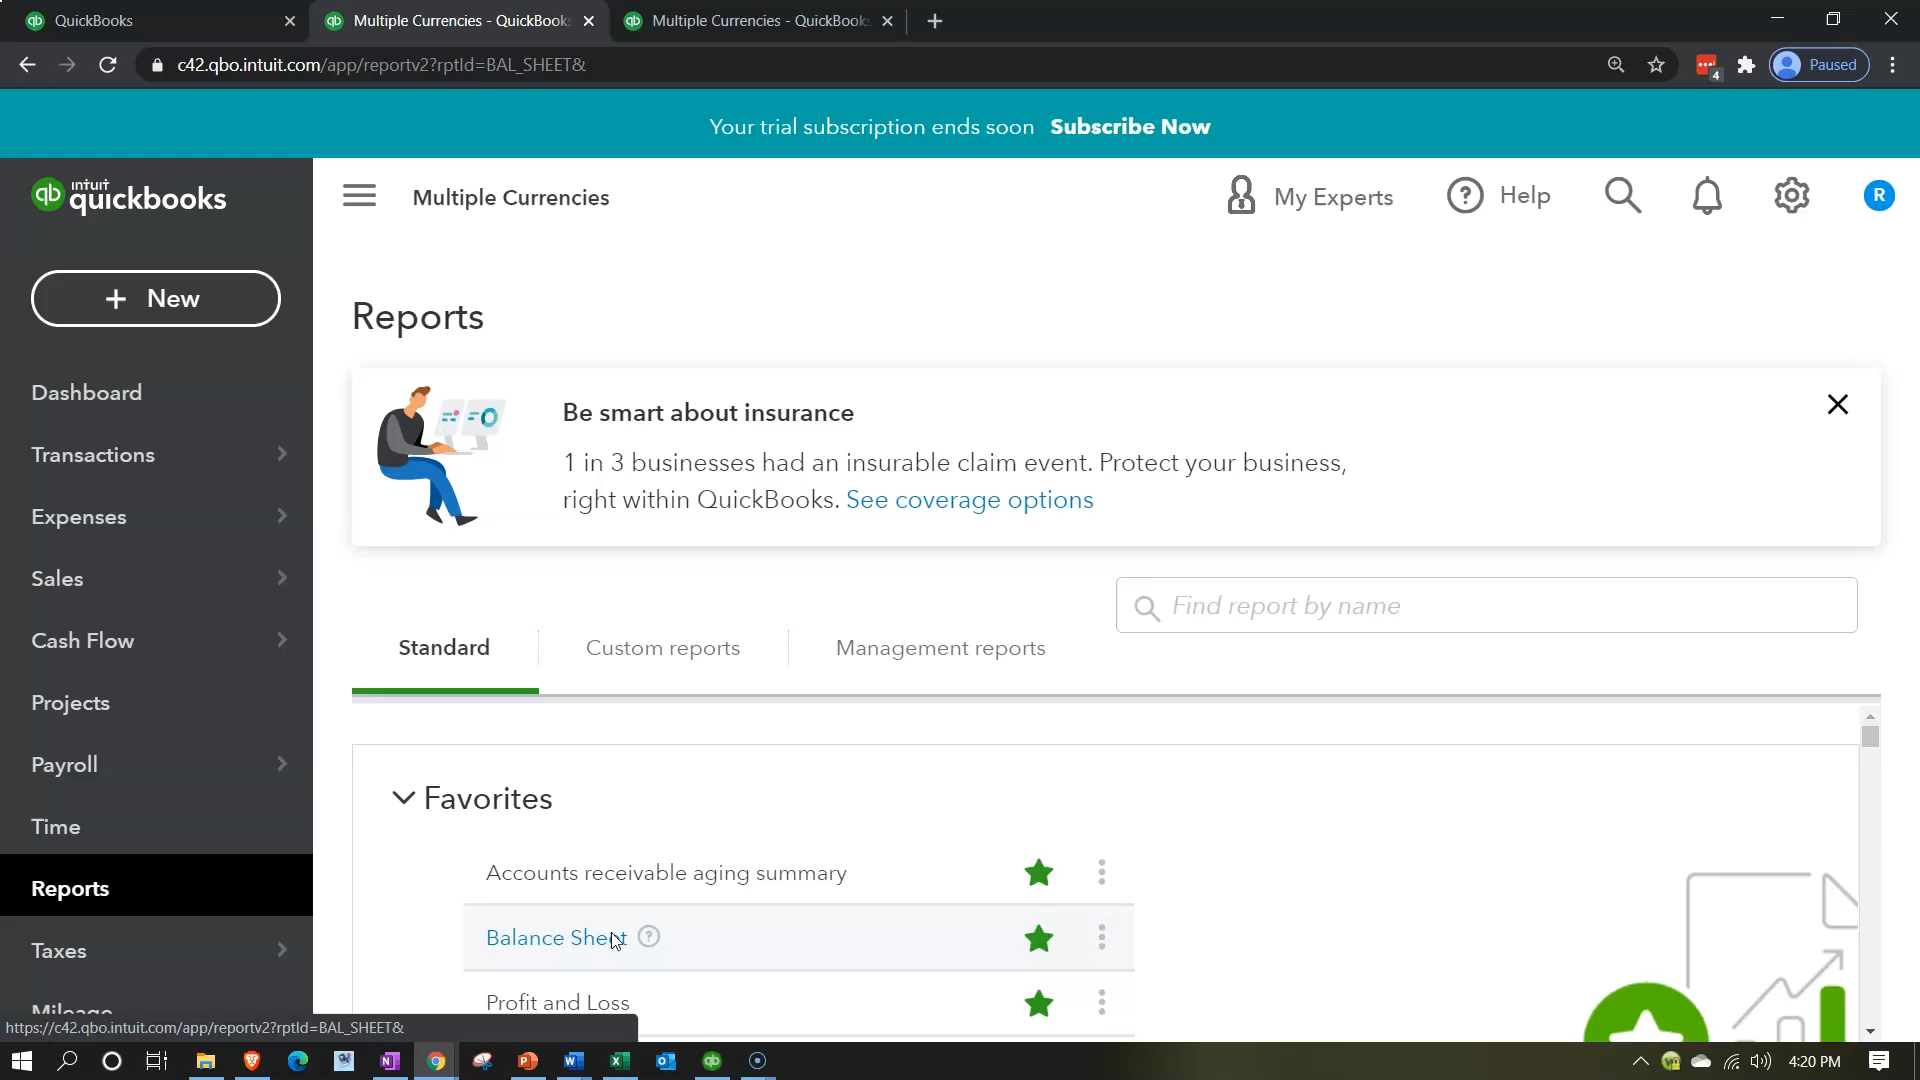 QuickBooks
Multiple Currencies - QuickBooks
Multiple Currencies - QuickBooks
c42.qbo.intuit.com/app/reportv2?rptId=BAL_SHEET&
4
Paused
Your trial subscription ends soon Subscribe Now
qb intuit quickbooks
Multiple Currencies
My Experts
Help
R
+ New
Reports
Dashboard
Transactions
Expenses
Sales
Cash Flow
Projects
Payroll
Time
Reports
Taxes
Mileage
Be smart about insurance
1 in 3 businesses had an insurable claim event. Protect your business,
right within QuickBooks. See coverage options
Find report by name
Standard
Custom reports
Management reports
Favorites
Accounts receivable aging summary
Balance Sheet
Profit and Loss
https://c42.qbo.intuit.com/app/reportv2?rptId=BAL_SHEET&
4:20 PM